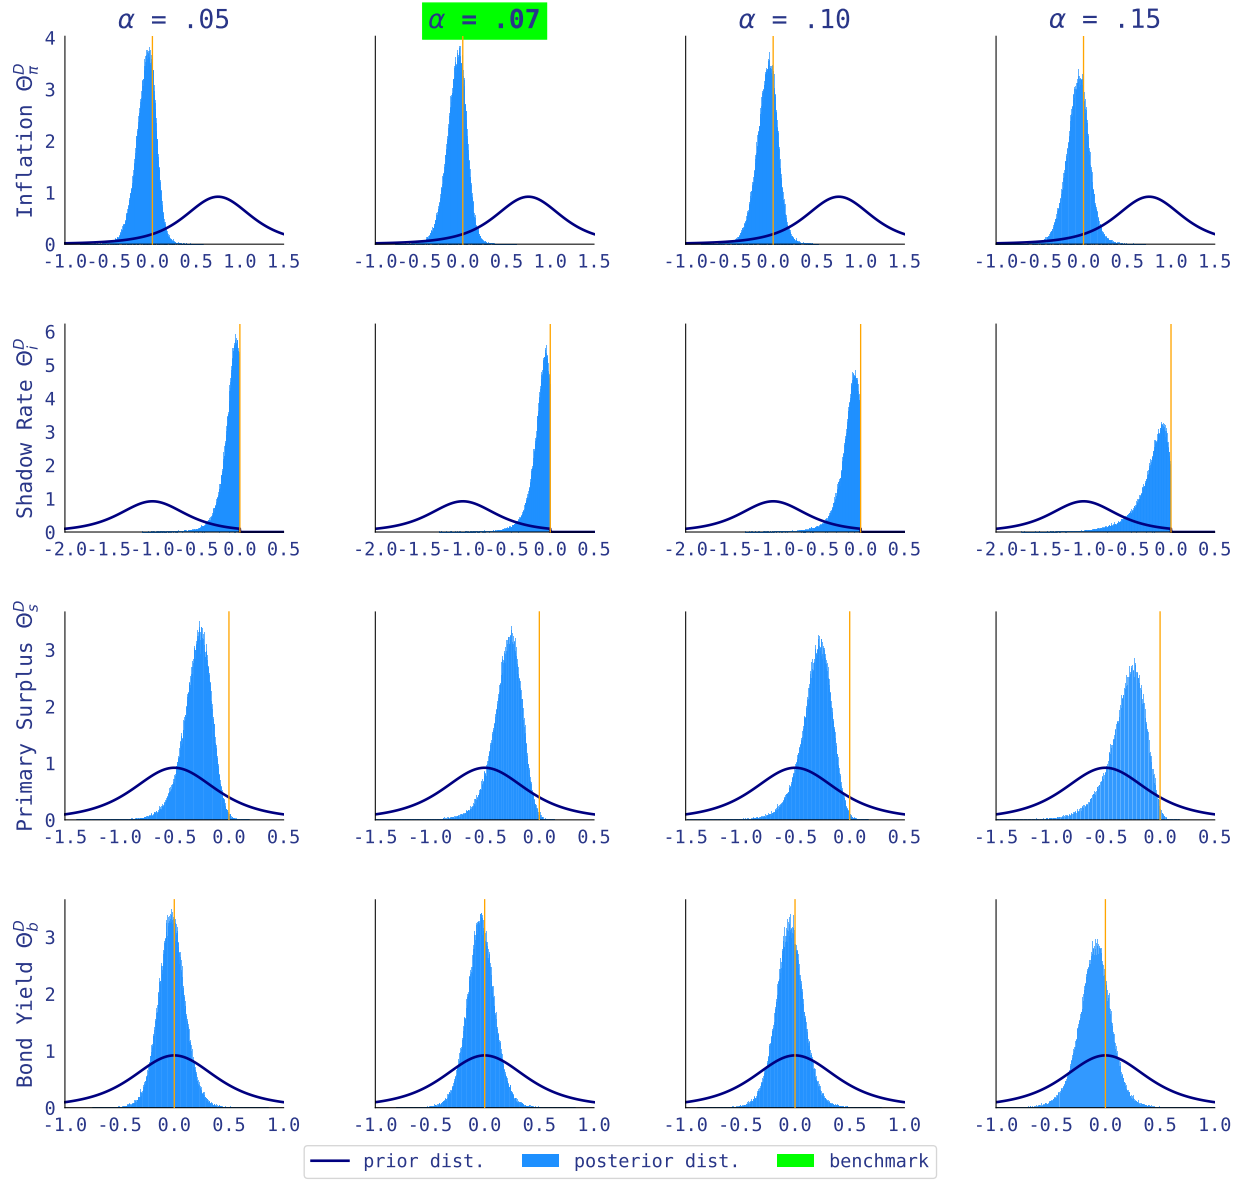 α = .05 α = .07 α = .10 α = .15
Inflation Θ_π^D
4
3
2
1
0
-1.0 -0.5 0.0 0.5 1.0 1.5 -1.0 -0.5 0.0 0.5 1.0 1.5 -1.0 -0.5 0.0 0.5 1.0 1.5 -1.0 -0.5 0.0 0.5 1.0 1.5
Shadow Rate Θ_i^D
6
5
4
3
2
1
0
-2.0 -1.5 -1.0 -0.5 0.0 0.5 -2.0 -1.5 -1.0 -0.5 0.0 0.5 -2.0 -1.5 -1.0 -0.5 0.0 0.5 -2.0 -1.5 -1.0 -0.5 0.0 0.5
Primary Surplus Θ_s^D
3
2
1
0
-1.5 -1.0 -0.5 0.0 0.5 -1.5 -1.0 -0.5 0.0 0.5 -1.5 -1.0 -0.5 0.0 0.5 -1.5 -1.0 -0.5 0.0 0.5
Bond Yield Θ_b^D
3
2
1
0
-1.0 -0.5 0.0 0.5 1.0 -1.0 -0.5 0.0 0.5 1.0 -1.0 -0.5 0.0 0.5 1.0 -1.0 -0.5 0.0 0.5 1.0
prior dist. posterior dist. benchmark